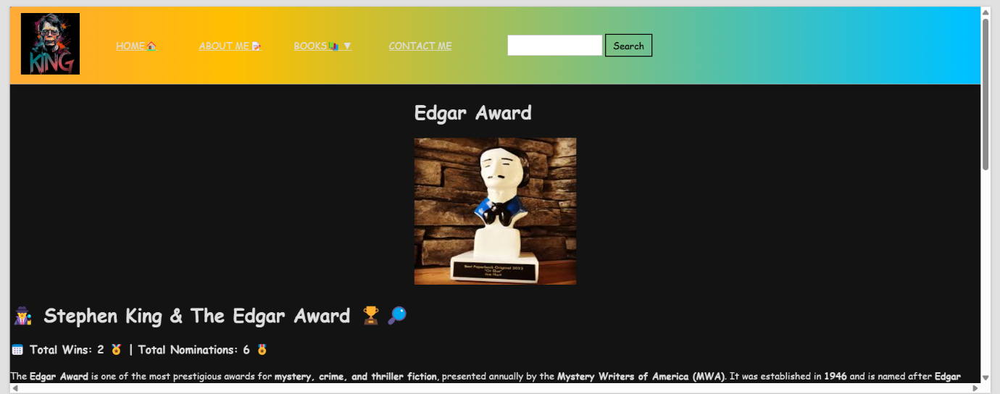 KING
HOME🏠 ABOUT ME 📝 BOOKS📚 ▼ CONTACT ME Search
Edgar Award
Best Paperback Original 2023
"Or Else"
Joe Hart
🕵️ Stephen King & The Edgar Award 🏆 🔎
📅 Total Wins: 2 🏅 | Total Nominations: 6 🎖️
The Edgar Award is one of the most prestigious awards for mystery, crime, and thriller fiction, presented annually by the Mystery Writers of America (MWA). It was established in 1946 and is named after Edgar